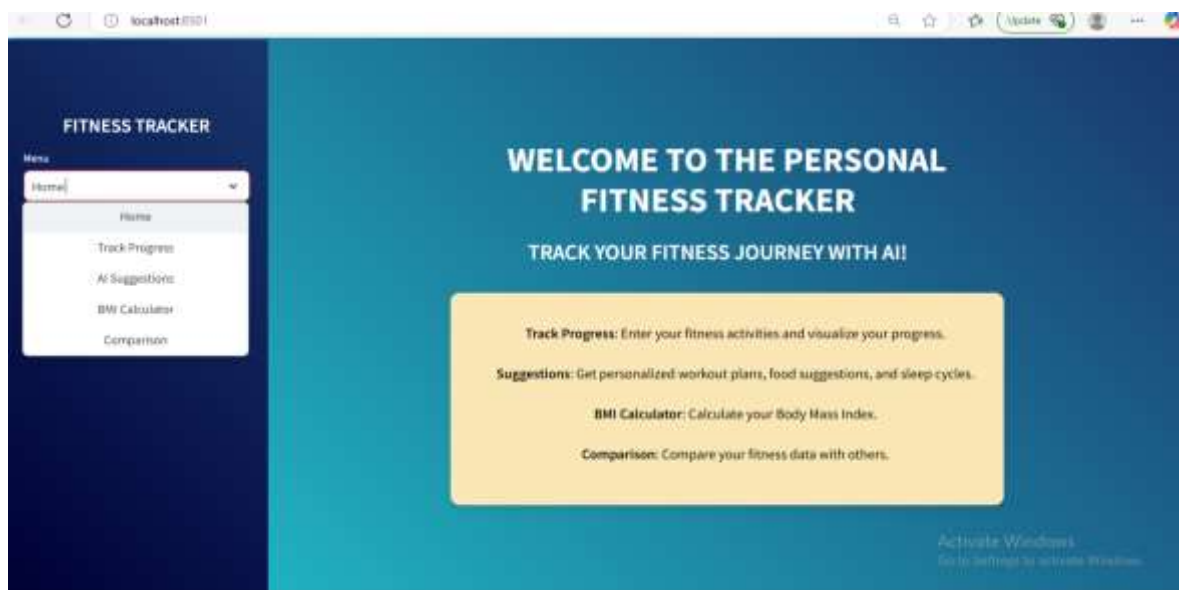 localhost:8501
Update
FITNESS TRACKER
Menu
Home
Home
Track Progress
AI Suggestions
BMI Calculator
Comparison
WELCOME TO THE PERSONAL
FITNESS TRACKER
TRACK YOUR FITNESS JOURNEY WITH AI!
Track Progress: Enter your fitness activities and visualize your progress.
Suggestions: Get personalized workout plans, food suggestions, and sleep cycles.
BMI Calculator: Calculate your Body Mass Index.
Comparison: Compare your fitness data with others.
Activate Windows
Go to Settings to activate Windows.